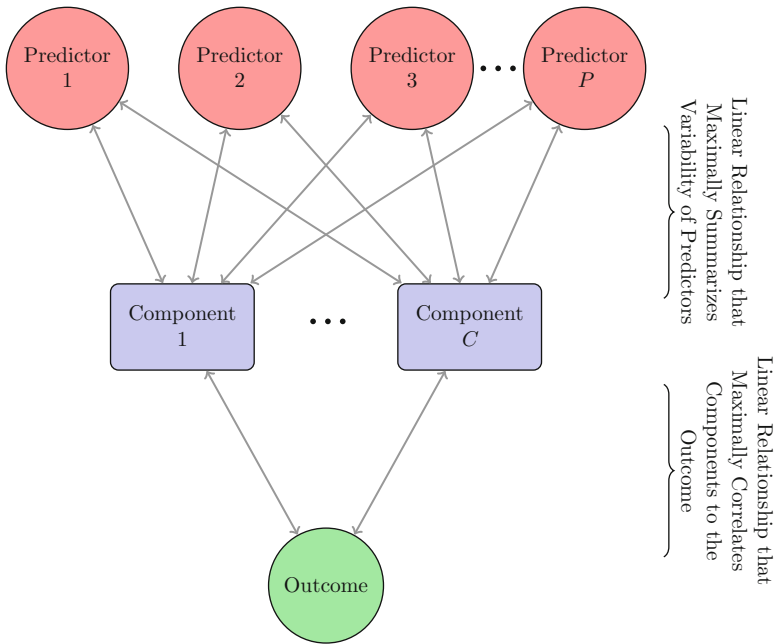 Predictor
1
Predictor
2
Predictor
3
Predictor
P
Linear Relationship that
Maximally Summarizes
Variability of Predictors
Component
1
Component
C
Linear Relationship that
Maximally Correlates
Components to the
Outcome
Outcome